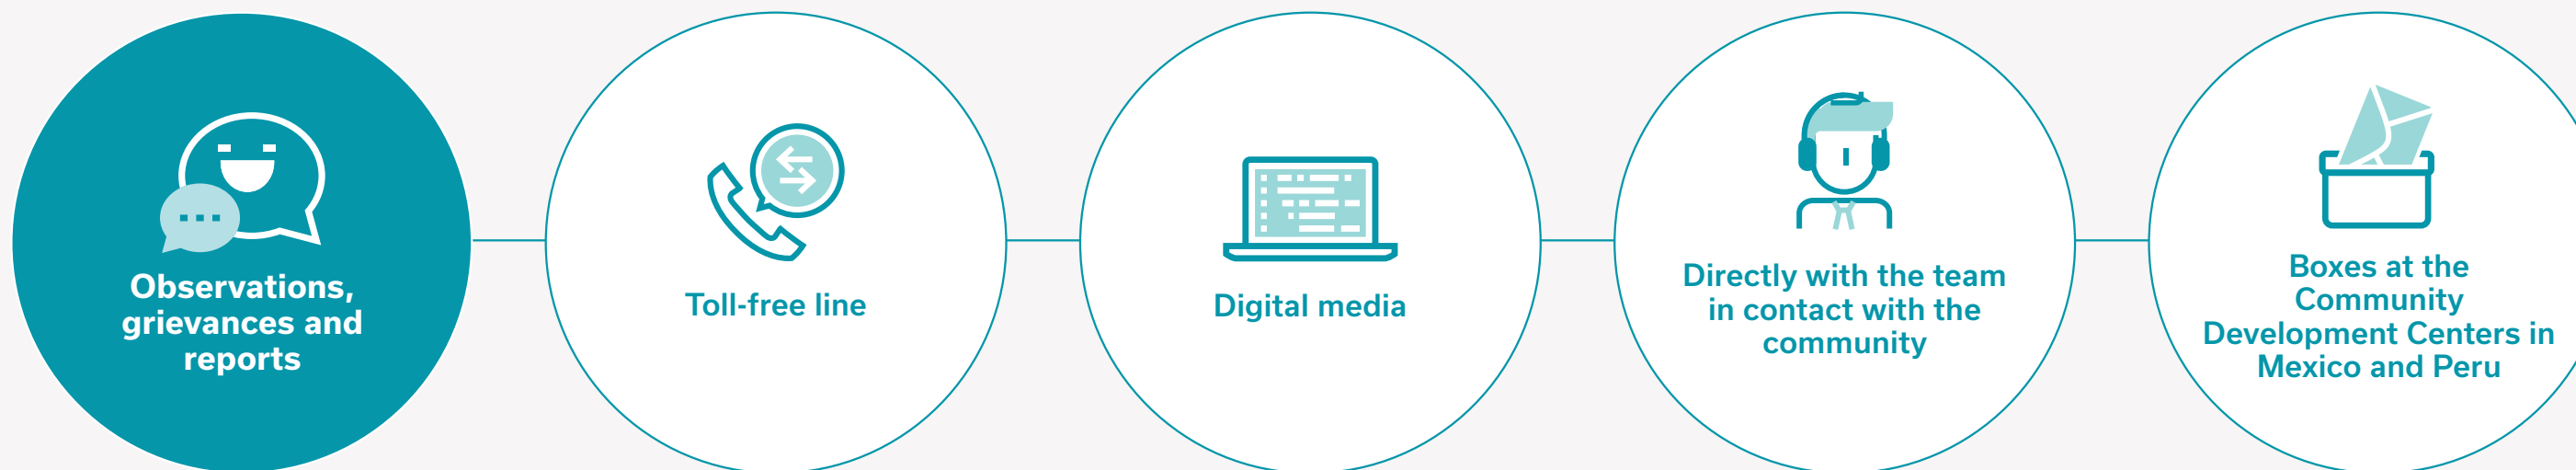 Observations,
grievances and
reports
Toll-free line
Digital media
Directly with the team
in contact with the
community
Boxes at the
Community
Development Centers in
Mexico and Peru